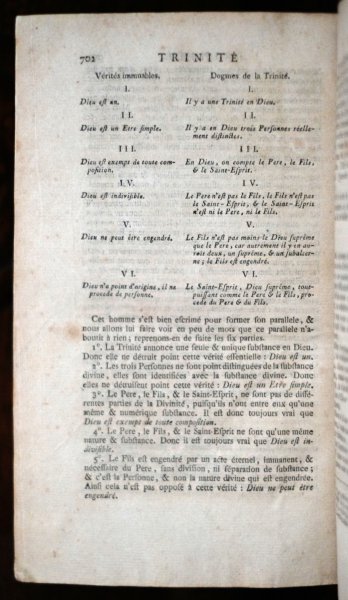 702 TRINITÉ
Vérités immuables. Dogmes de la Trinité.
I. I.
Dieu est un. Il y a une Trinité en Dieu.
II. II.
Dieu est un Etre simple. Il y a en Dieu trois Personnes réelle-
ment distinctes.
III. III.
Dieu est exempt de toute com- En Dieu, on compte le Pere, le Fils,
position. & le Saint-Esprit.
IV. IV.
Dieu est indivisible. Le Pere n'est pas le Fils, le Fils n'est pas
le Saint-Esprit, & le Saint-Esprit
n'est ni le Pere, ni le Fils.
V. V.
Dieu ne peut être engendré. Le Fils n'est pas moins le Dieu suprême
que le Pere, car autrement il y en au-
roit deux, un suprême, & un subalter-
ne; le Fils est engendré.
VI. VI.
Dieu n'a point d'origine, il ne Le Saint-Esprit, Dieu suprême, tout-
procede de personne. puissant comme le Pere & le Fils, pro-
cede du Pere & du Fils.
Cet homme s'est bien escrimé pour former son parallele, &
nous allons lui faire voir en peu de mots que ce parallele n'a-
boutit à rien; reprenons-en de suite les six parties.
1°. La Trinité annonce une seule & unique substance en Dieu.
Donc elle ne détruit point cette vérité essentielle: Dieu est un.
2°. Les trois Personnes ne sont point distinguées de la substance
divine, elles sont identifiées avec la substance divine. Donc
elles ne détruisent point cette vérité: Dieu est un Etre simple.
3°. Le Pere, le Fils, & le Saint-Esprit, ne sont pas de diffé-
rentes parties de la Divinité, puisqu'ils n'ont entre eux qu'une
même & numérique substance. Il est donc toujours vrai que
Dieu est exempt de toute composition.
4°. Le Pere, le Fils, & le Saint-Esprit ne sont qu'une même
nature & substance. Donc il est toujours vrai que Dieu est in-
divisible.
5°. Le Fils est engendré par un acte éternel, immanent, &
nécessaire du Pere, sans division, ni séparation de substance;
& c'est la Personne, & non la nature divine qui est engendrée.
Ainsi cela n'est pas opposé à cette vérité: Dieu ne peut être
engendré.